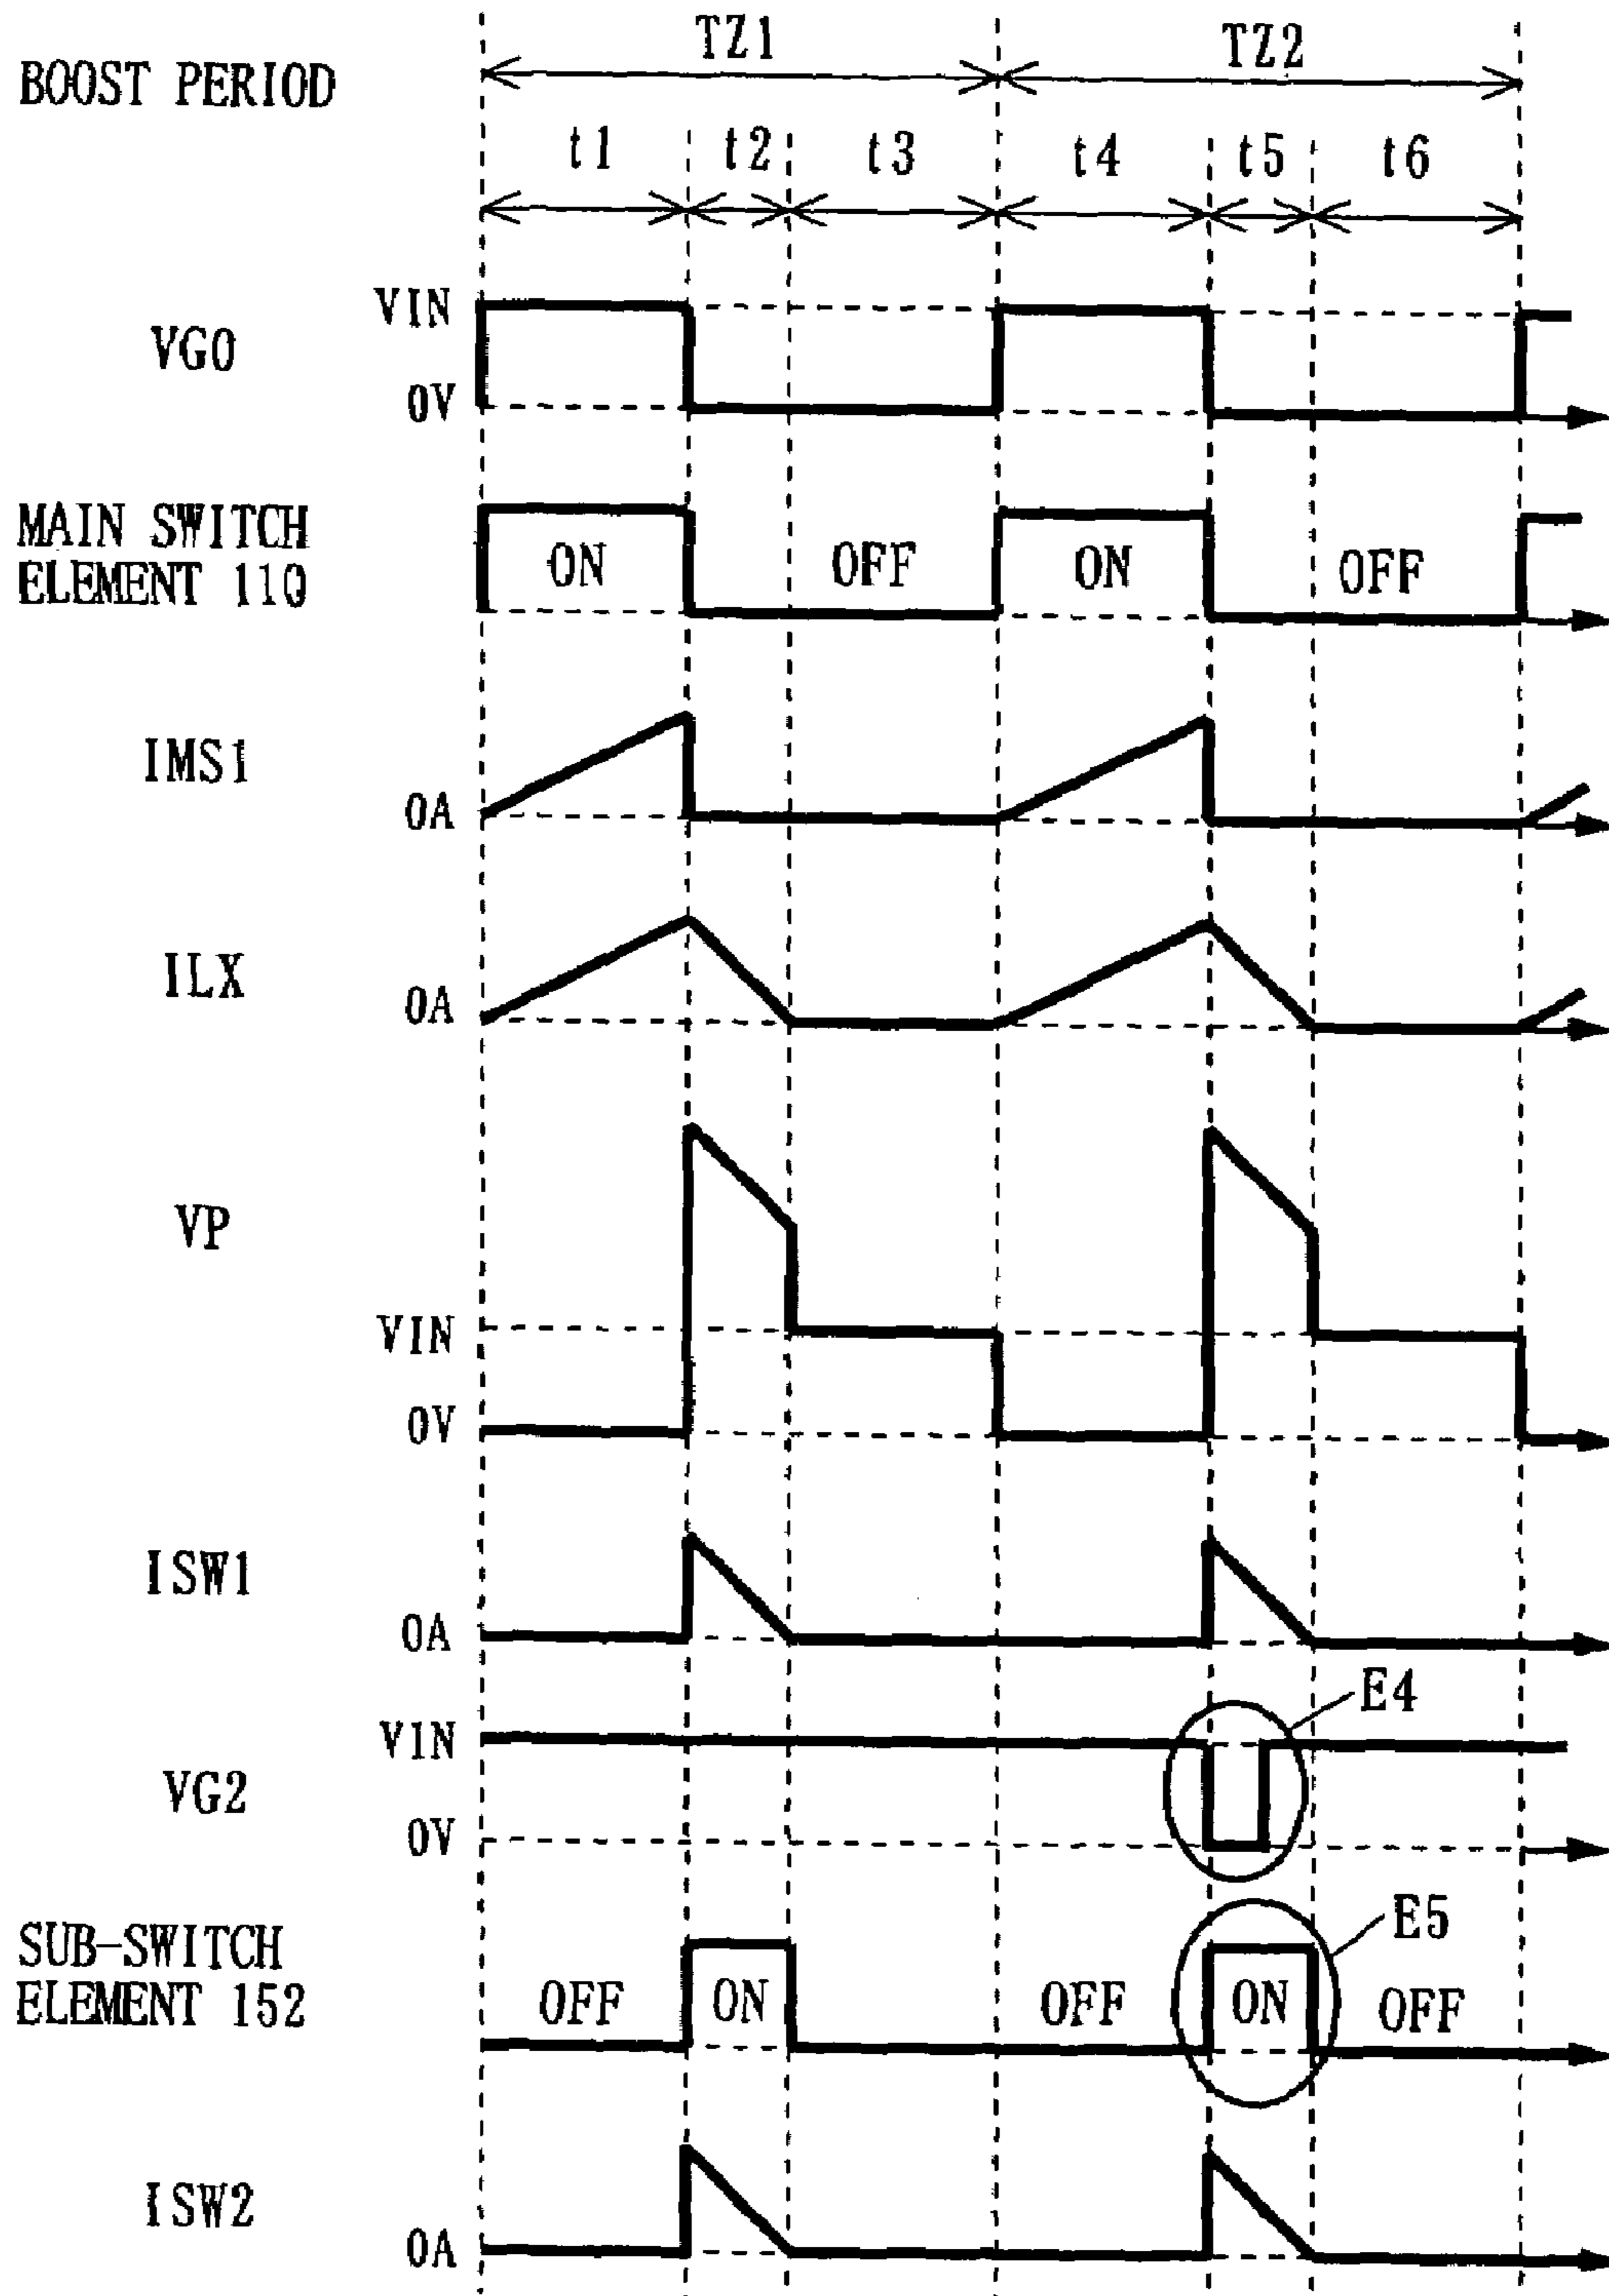 TZ1 TZ2
BOOST PERIOD
t1 t2 t3 t4 t5 t6
VIN
VG0
0V
MAIN SWITCH
ELEMENT 110
ON OFF ON OFF
IMS1
0A
ILX
0A
VP
VIN
0V
ISW1
0A
E4
VIN
VG2
0V
E5
SUB-SWITCH
ELEMENT 152
OFF ON OFF ON OFF
ISW2
0A